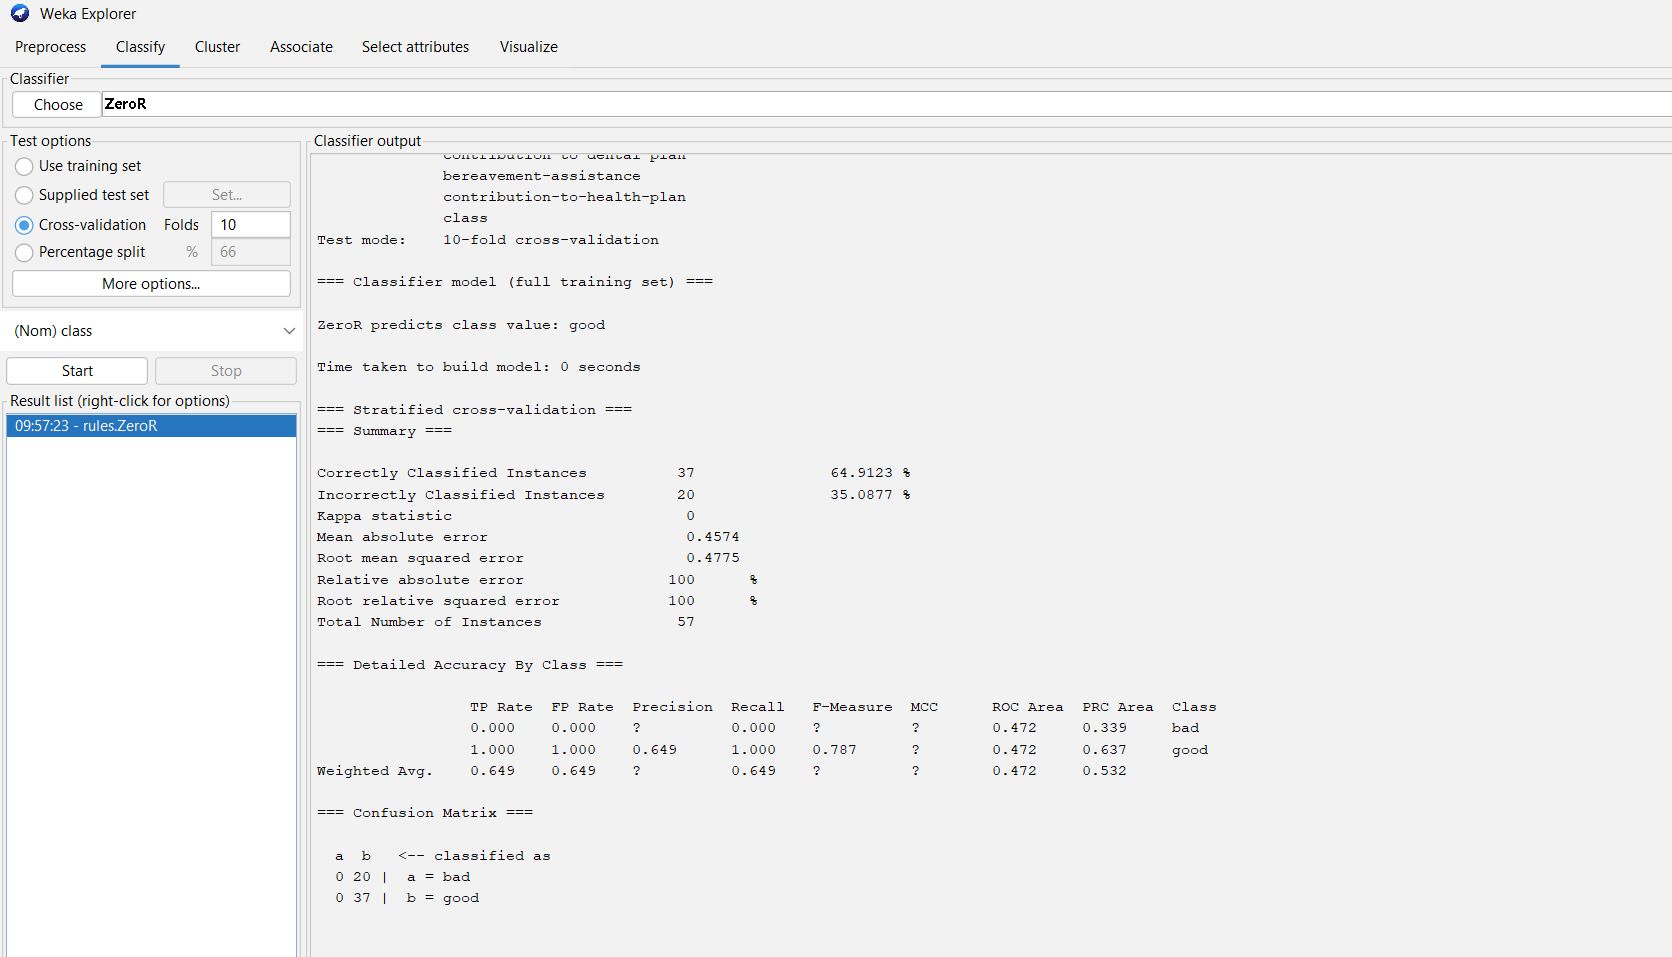 Weka Explorer
Preprocess Classify Cluster Associate Select attributes Visualize
Classifier
Choose ZeroR
Test options
Use training set
Supplied test set Set...
Cross-validation Folds 10
Percentage split % 66
More options...
(Nom) class
Start Stop
Result list (right-click for options)
09:57:23 - rules.ZeroR
Classifier output
contribution to dental plan
bereavement-assistance
contribution-to-health-plan
class
Test mode: 10-fold cross-validation
=== Classifier model (full training set) ===
ZeroR predicts class value: good
Time taken to build model: 0 seconds
=== Stratified cross-validation ===
=== Summary ===
Correctly Classified Instances 37 64.9123 %
Incorrectly Classified Instances 20 35.0877 %
Kappa statistic 0
Mean absolute error 0.4574
Root mean squared error 0.4775
Relative absolute error 100 %
Root relative squared error 100 %
Total Number of Instances 57
=== Detailed Accuracy By Class ===
TP Rate FP Rate Precision Recall F-Measure MCC ROC Area PRC Area Class
0.000 0.000 ? 0.000 ? ? 0.472 0.339 bad
1.000 1.000 0.649 1.000 0.787 ? 0.472 0.637 good
Weighted Avg. 0.649 0.649 ? 0.649 ? ? 0.472 0.532
=== Confusion Matrix ===
a b <-- classified as
0 20 | a = bad
0 37 | b = good